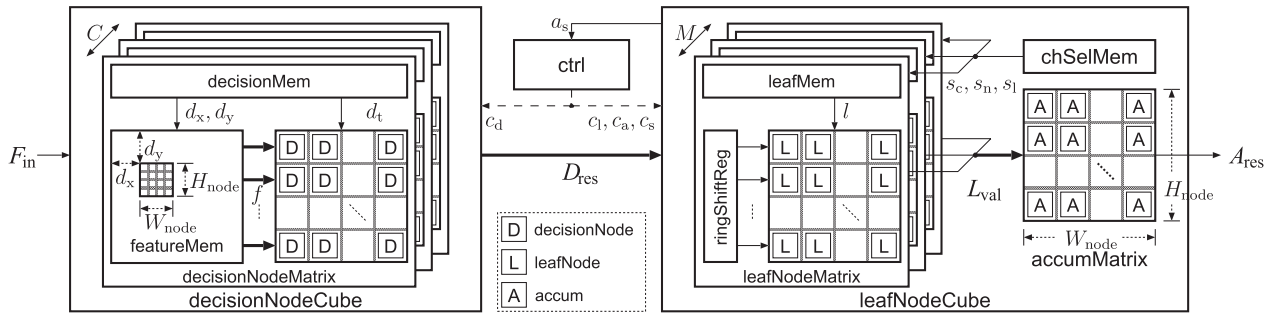 C
decisionMem
d_x, d_y
d_t
d_y
d_x
H_node
W_node
f
featureMem
D D D
D D D
D D D
decisionNodeMatrix
decisionNodeCube
F_in
a_s
ctrl
c_d
c_l, c_a, c_s
D_res
D decisionNode
L leafNode
A accum
M
leafMem
l
ringShiftReg
L L L
L L L
L L L
leafNodeMatrix
leafNodeCube
chSelMem
s_c, s_n, s_l
L_val
A A A
A A A
A A A
H_node
W_node
accumMatrix
A_res